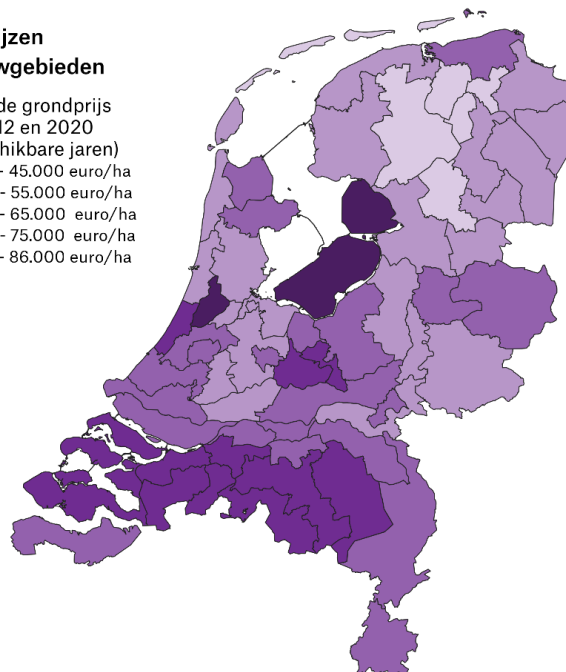 ijzen
wgebieden
de grondprijs
12 en 2020
hikbare jaren)
- 45.000 euro/ha
- 55.000 euro/ha
- 65.000 euro/ha
- 75.000 euro/ha
- 86.000 euro/ha